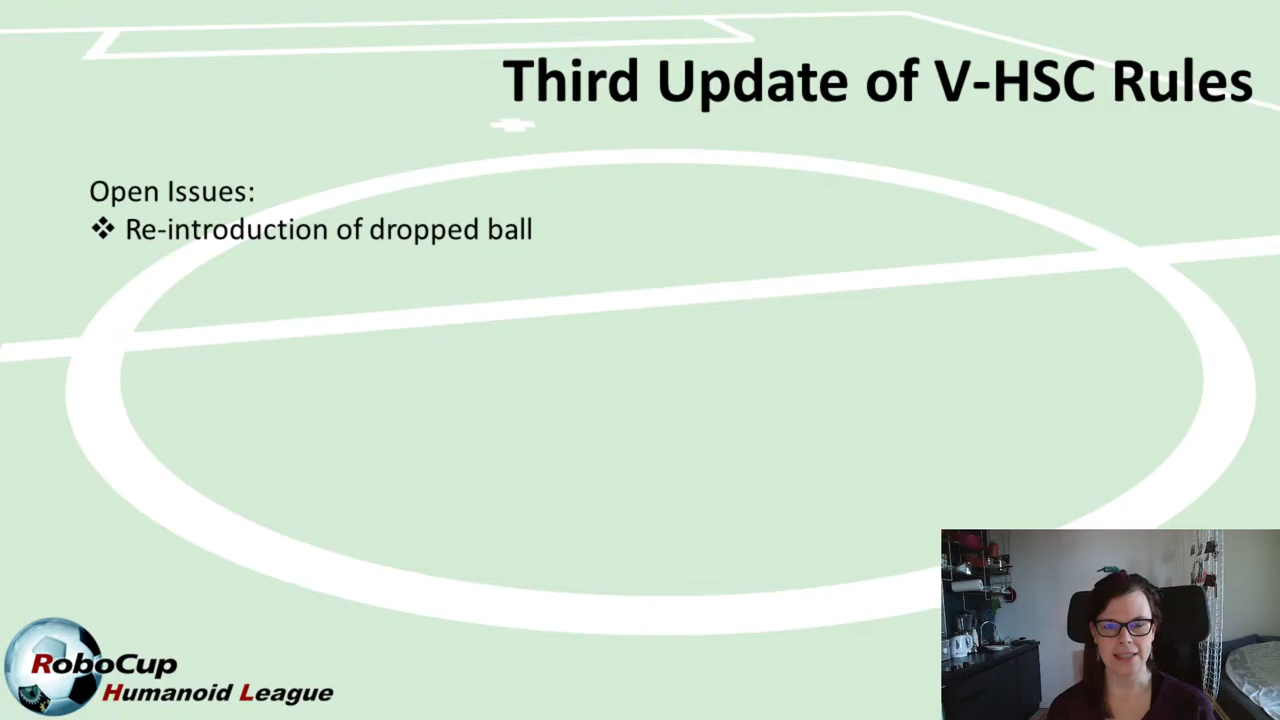 Third Update of V-HSC Rules
Open Issues:
❖ Re-introduction of dropped ball
RoboCup
Humanoid League